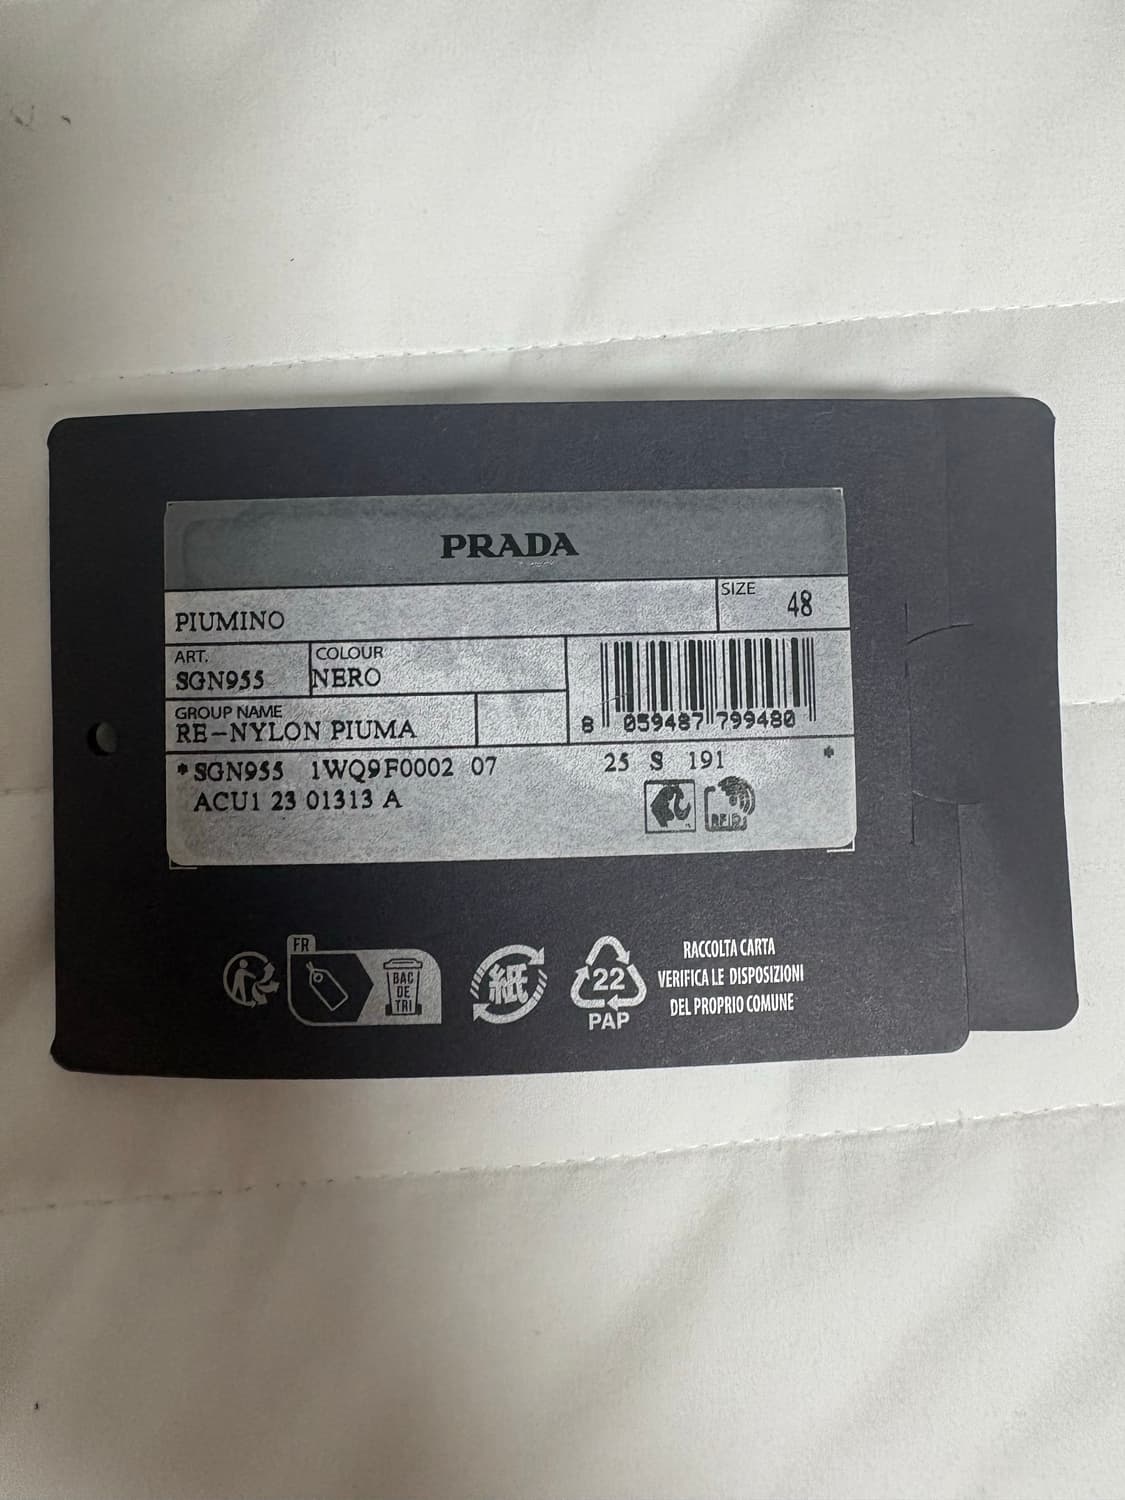 PRADA
PIUMINO
SIZE
48
ART.
SGN955
COLOUR
NERO
GROUP NAME
RE-NYLON PIUMA
8 059487 799480
*SGN955 1WQ9F0002 07 25 S 191 *
ACU1 23 01313 A
RFID
FR
BAC
DE
TRI
紙
22
PAP
RACCOLTA CARTA
VERIFICA LE DISPOSIZIONI
DEL PROPRIO COMUNE